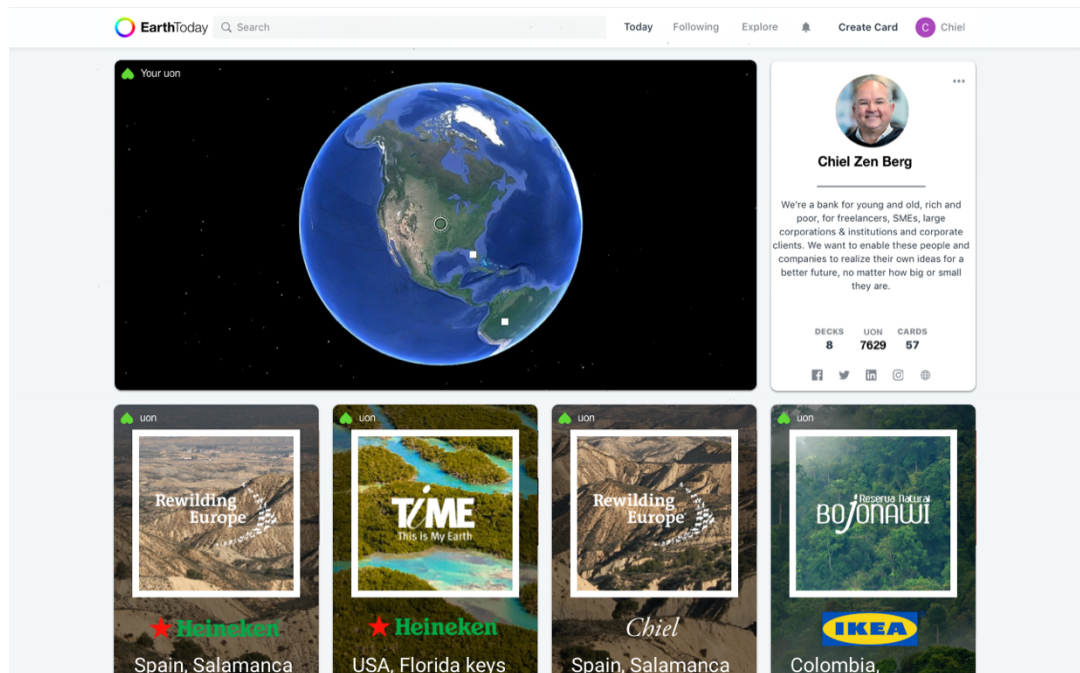 EarthToday
Search
Today
Following
Explore
Create Card
C
Chiel
Your uon
Chiel Zen Berg
We're a bank for young and old, rich and
poor, for freelancers, SMEs, large
corporations & institutions and corporate
clients. We want to enable these people and
companies to realize their own ideas for a
better future, no matter how big or small
they are.
DECKS UON CARDS
8 7629 57
uon
Rewilding
Europe
Heineken
Spain, Salamanca
uon
TiME
This is My Earth
Heineken
USA, Florida keys
uon
Rewilding
Europe
Chiel
Spain, Salamanca
uon
Reserva Natural
BOJONAWI
IKEA
Colombia,